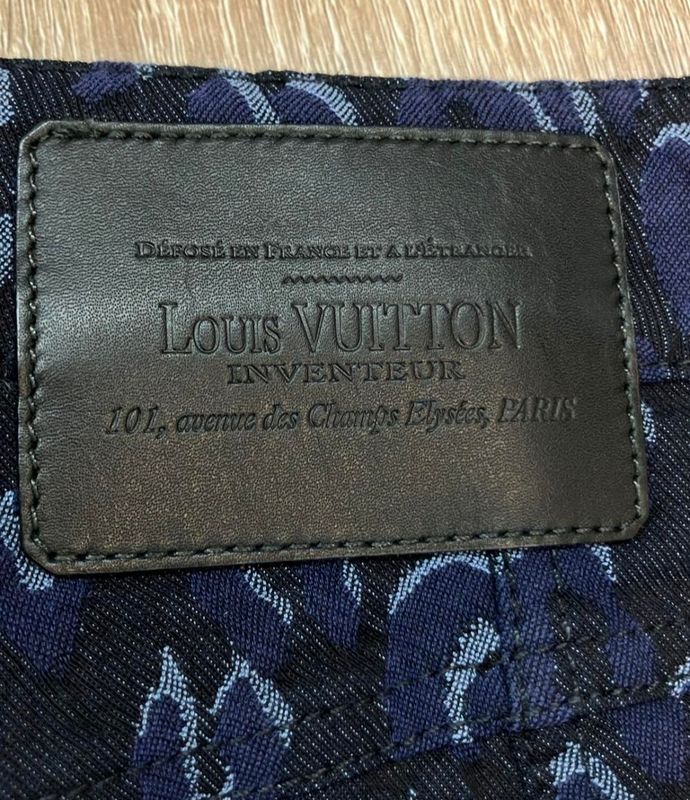 DÉPOSÉ EN FRANCE ET A L'ÉTRANGER
LOUIS VUITTON
INVENTEUR
101, avenue des Champs Elysées, PARIS